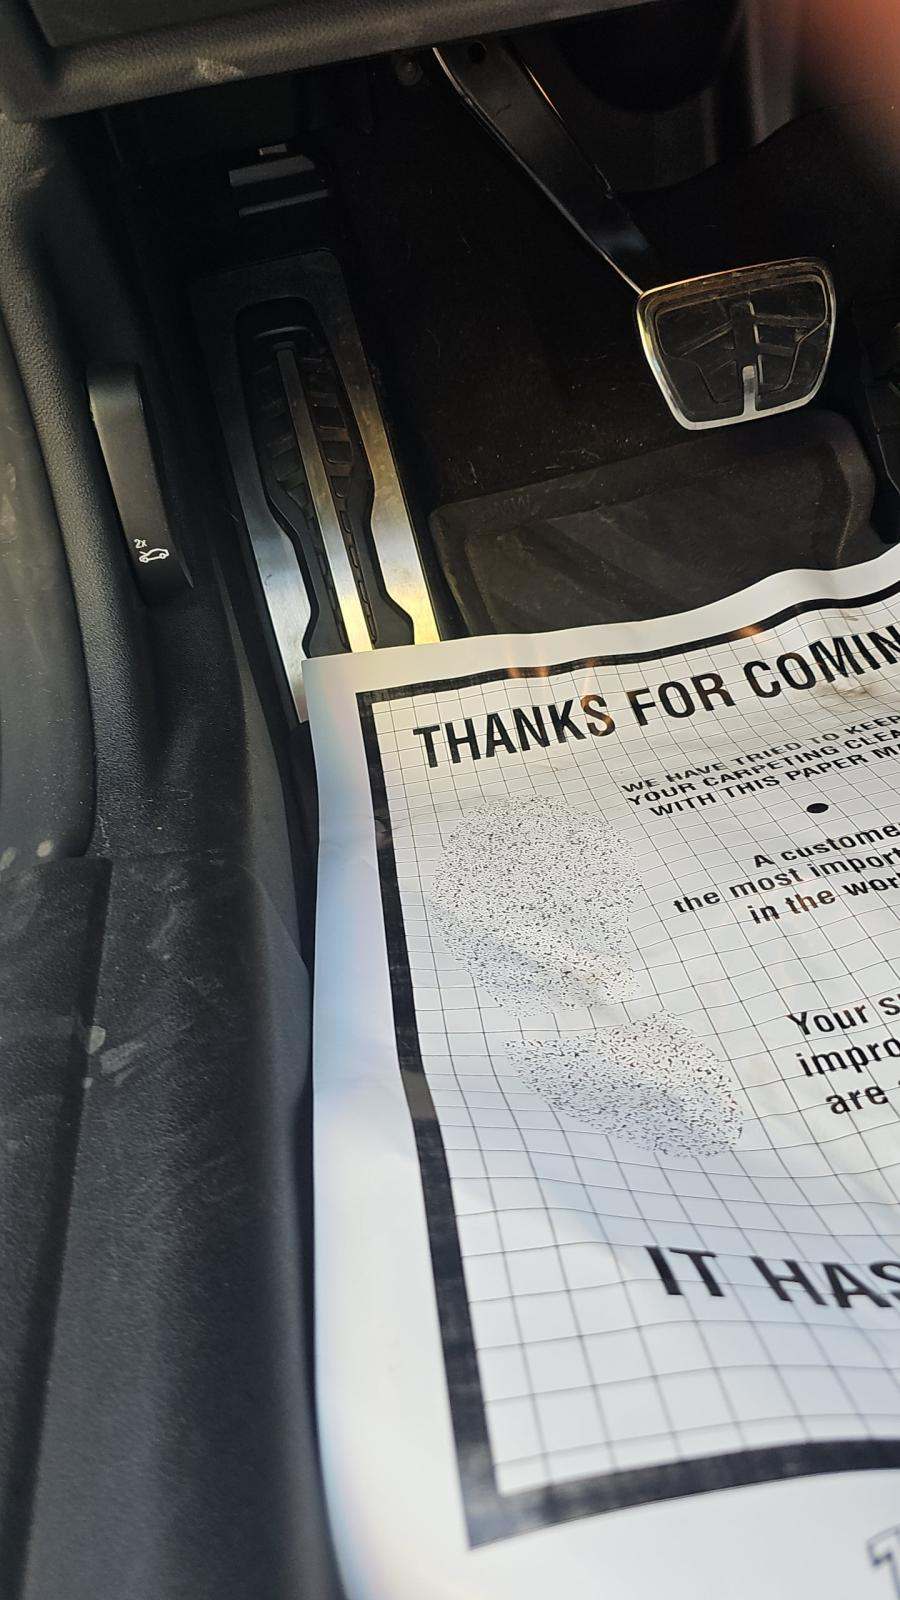 2x
THANKS FOR COMIN
WE HAVE TRIED TO KEEP
YOUR CARPETING CLEA
WITH THIS PAPER M
A custome
the most import
in the wor
Your s
impro
are
IT HAS